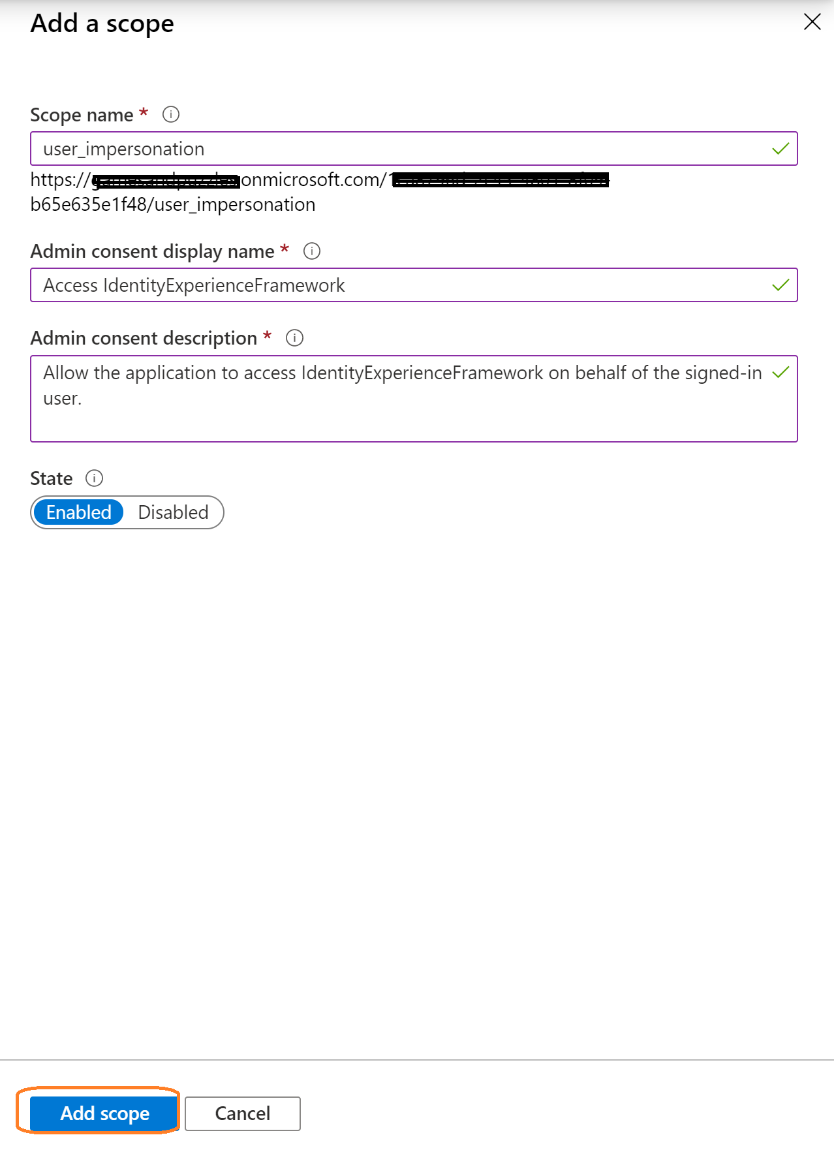 Add a scope
Scope name *
user_impersonation
https:// onmicrosoft.com/
b65e635e1f48/user_impersonation
Admin consent display name *
Access IdentityExperienceFramework
Admin consent description *
Allow the application to access IdentityExperienceFramework on behalf of the signed-in
user.
State
Enabled Disabled
Add scope Cancel